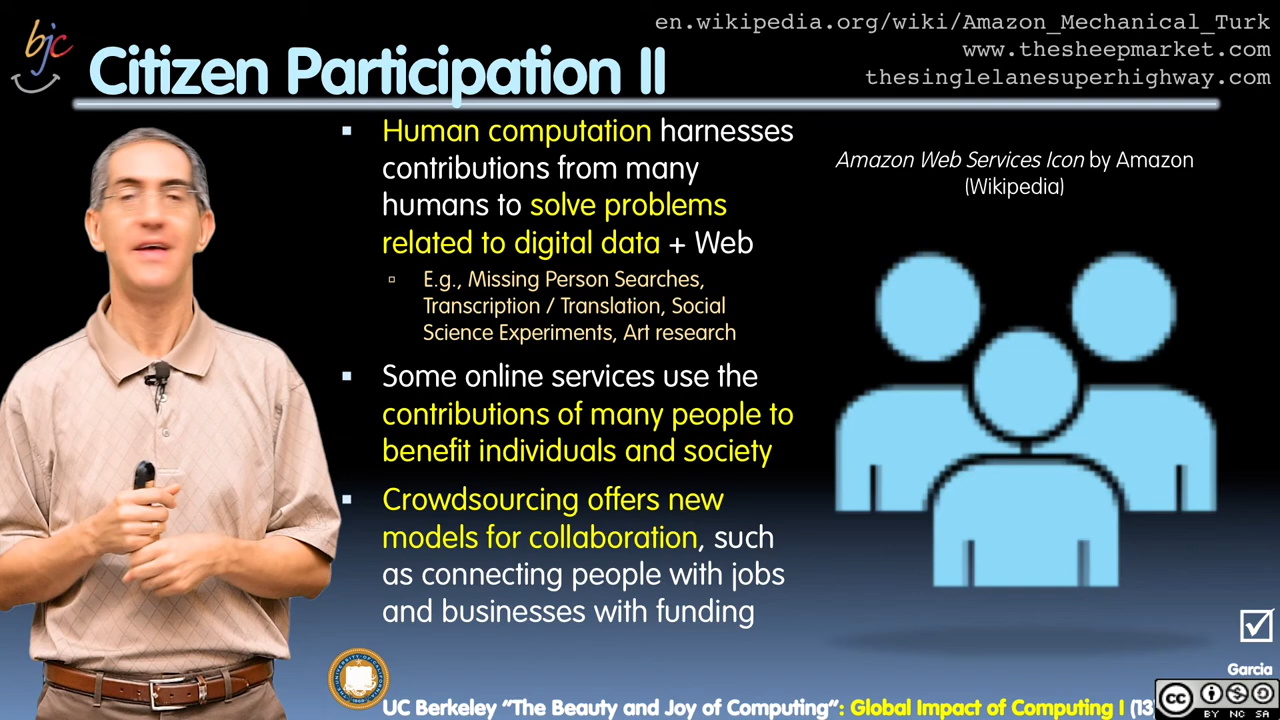 bjc
en.wikipedia.org/wiki/Amazon_Mechanical_Turk
www.thesheepmarket.com
thesinglelanesuperhighway.com
Citizen Participation II
▪ Human computation harnesses
contributions from many
humans to solve problems
related to digital data + Web
▫ E.g., Missing Person Searches,
Transcription / Translation, Social
Science Experiments, Art research
▪ Some online services use the
contributions of many people to
benefit individuals and society
▪ Crowdsourcing offers new
models for collaboration, such
as connecting people with jobs
and businesses with funding
Amazon Web Services Icon by Amazon
(Wikipedia)
Garcia
UC Berkeley “The Beauty and Joy of Computing”: Global Impact of Computing I (13)
cc
BY NC SA